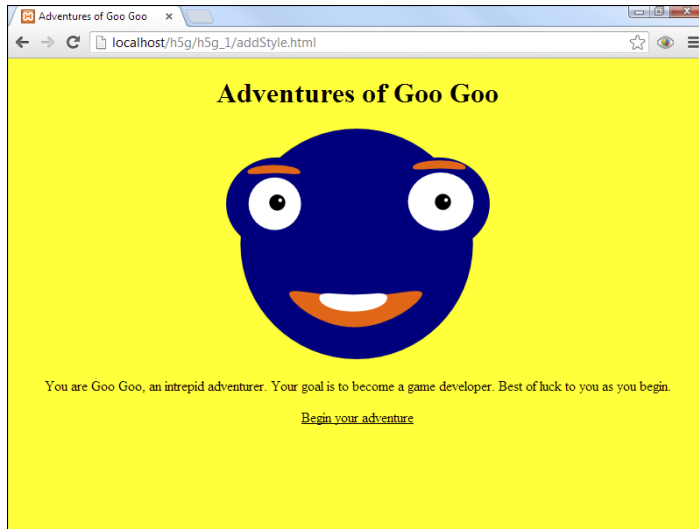 Adventures of Goo Goo
localhost/h5g/h5g_1/addStyle.html
Adventures of Goo Goo
You are Goo Goo, an intrepid adventurer. Your goal is to become a game developer. Best of luck to you as you begin.
Begin your adventure